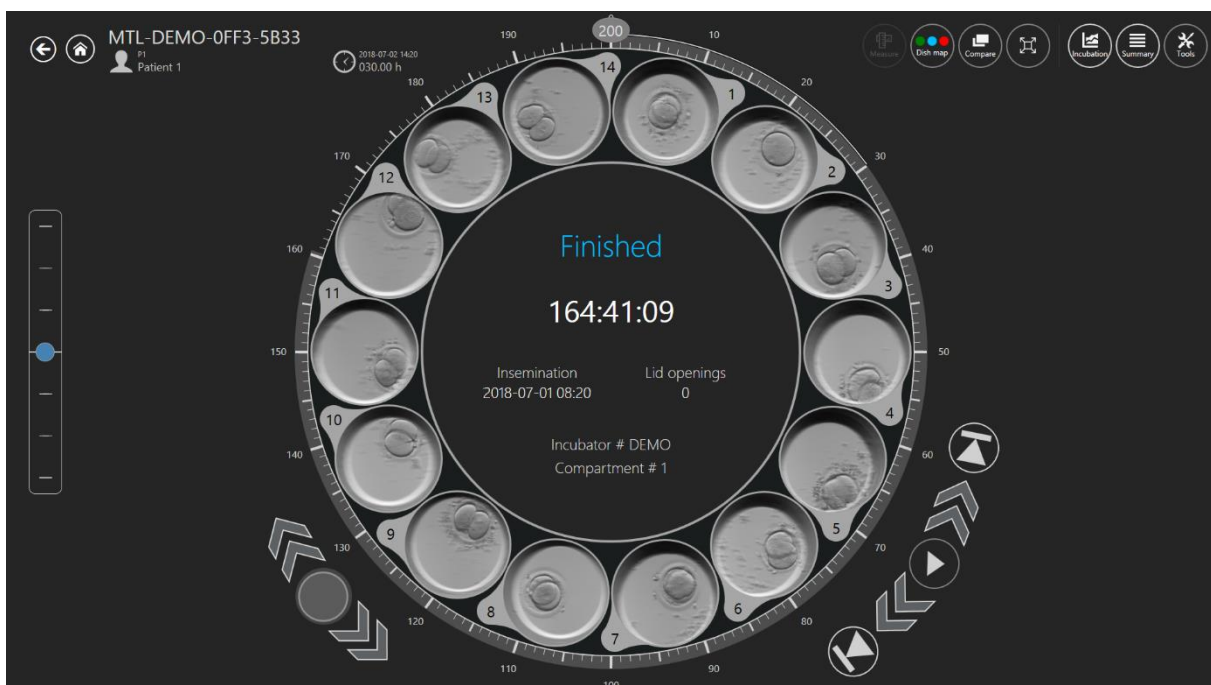 MTL-DEMO-0FF3-5B33
P1
Patient 1
2018-07-02 14:20
030.00 h
Measure
Dish map
Compare
Incubation
Summary
Tools
200
10
20
30
40
50
60
70
80
90
100
110
120
130
140
150
160
170
180
190
1
2
3
4
5
6
7
8
9
10
11
12
13
14
Finished
164:41:09
Insemination
2018-07-01 08:20
Lid openings
0
Incubator # DEMO
Compartment # 1